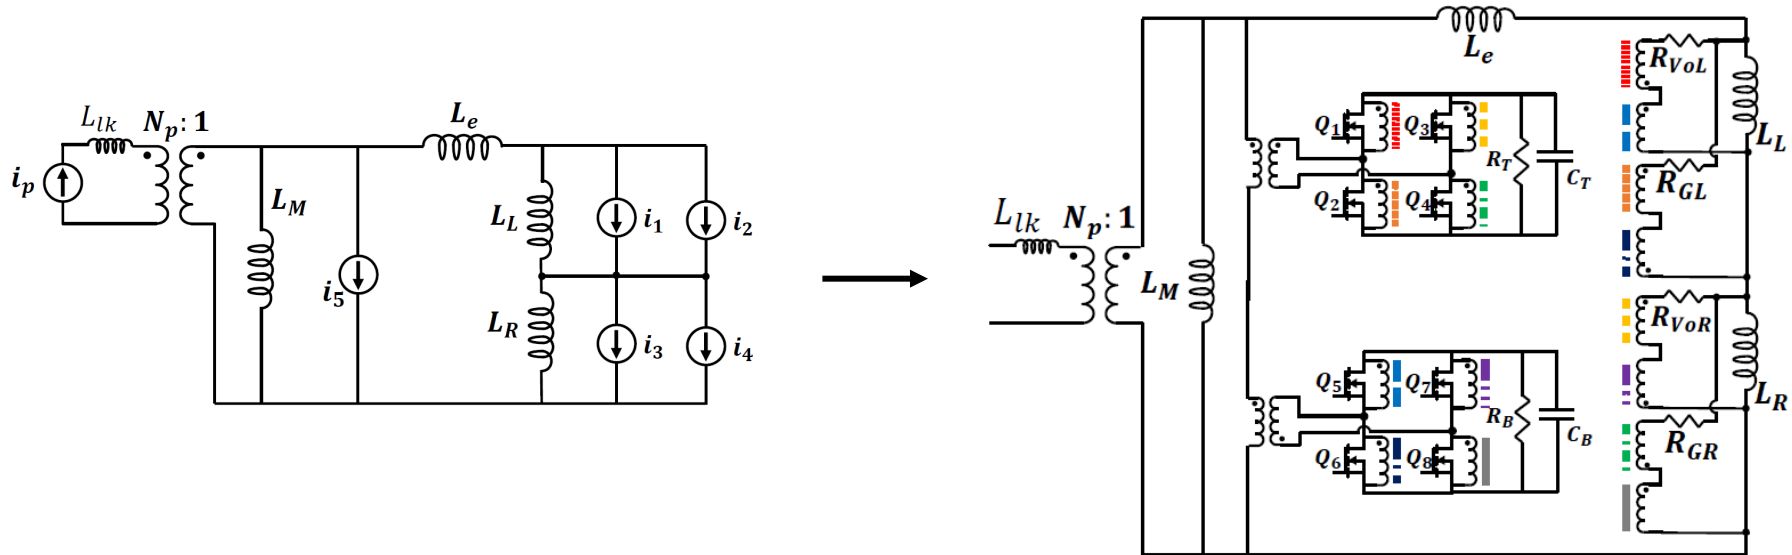 L_lk
N_p:1
L_e
i_p
L_M
L_L
i_1
i_2
i_5
L_R
i_3
i_4
L_e
R_VoL
Q_1
Q_3
R_T
C_T
L_L
Q_2
Q_4
R_GL
L_lk
N_p:1
L_M
R_VoR
Q_5
Q_7
R_B
C_B
L_R
Q_6
Q_8
R_GR